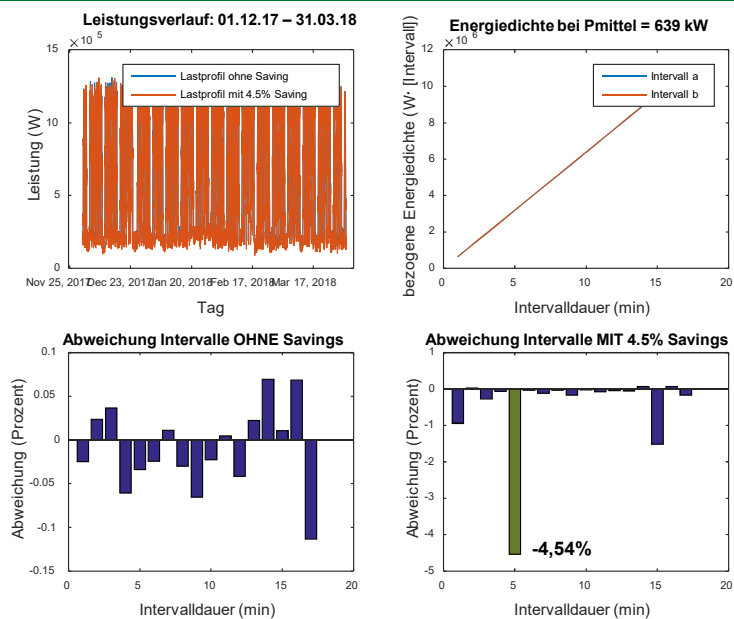 Leistungsverlauf: 01.12.17 – 31.03.18
× 10^5
15
10
5
0
Leistung (W)
Lastprofil ohne Saving
Lastprofil mit 4.5% Saving
Nov 25, 2017 Dec 23, 2017 Jan 20, 2018 Feb 17, 2018 Mar 17, 2018
Tag
Energiedichte bei Pmittel = 639 kW
× 10^6
12
10
8
6
4
2
0
bezogene Energiedichte (W· [Intervall])
Intervall a
Intervall b
0 5 10 15 20
Intervalldauer (min)
Abweichung Intervalle OHNE Savings
0.1
0.05
0
-0.05
-0.1
-0.15
Abweichung (Prozent)
0 5 10 15 20
Intervalldauer (min)
Abweichung Intervalle MIT 4.5% Savings
1
0
-1
-2
-3
-4
-5
Abweichung (Prozent)
-4,54%
0 5 10 15 20
Intervalldauer (min)